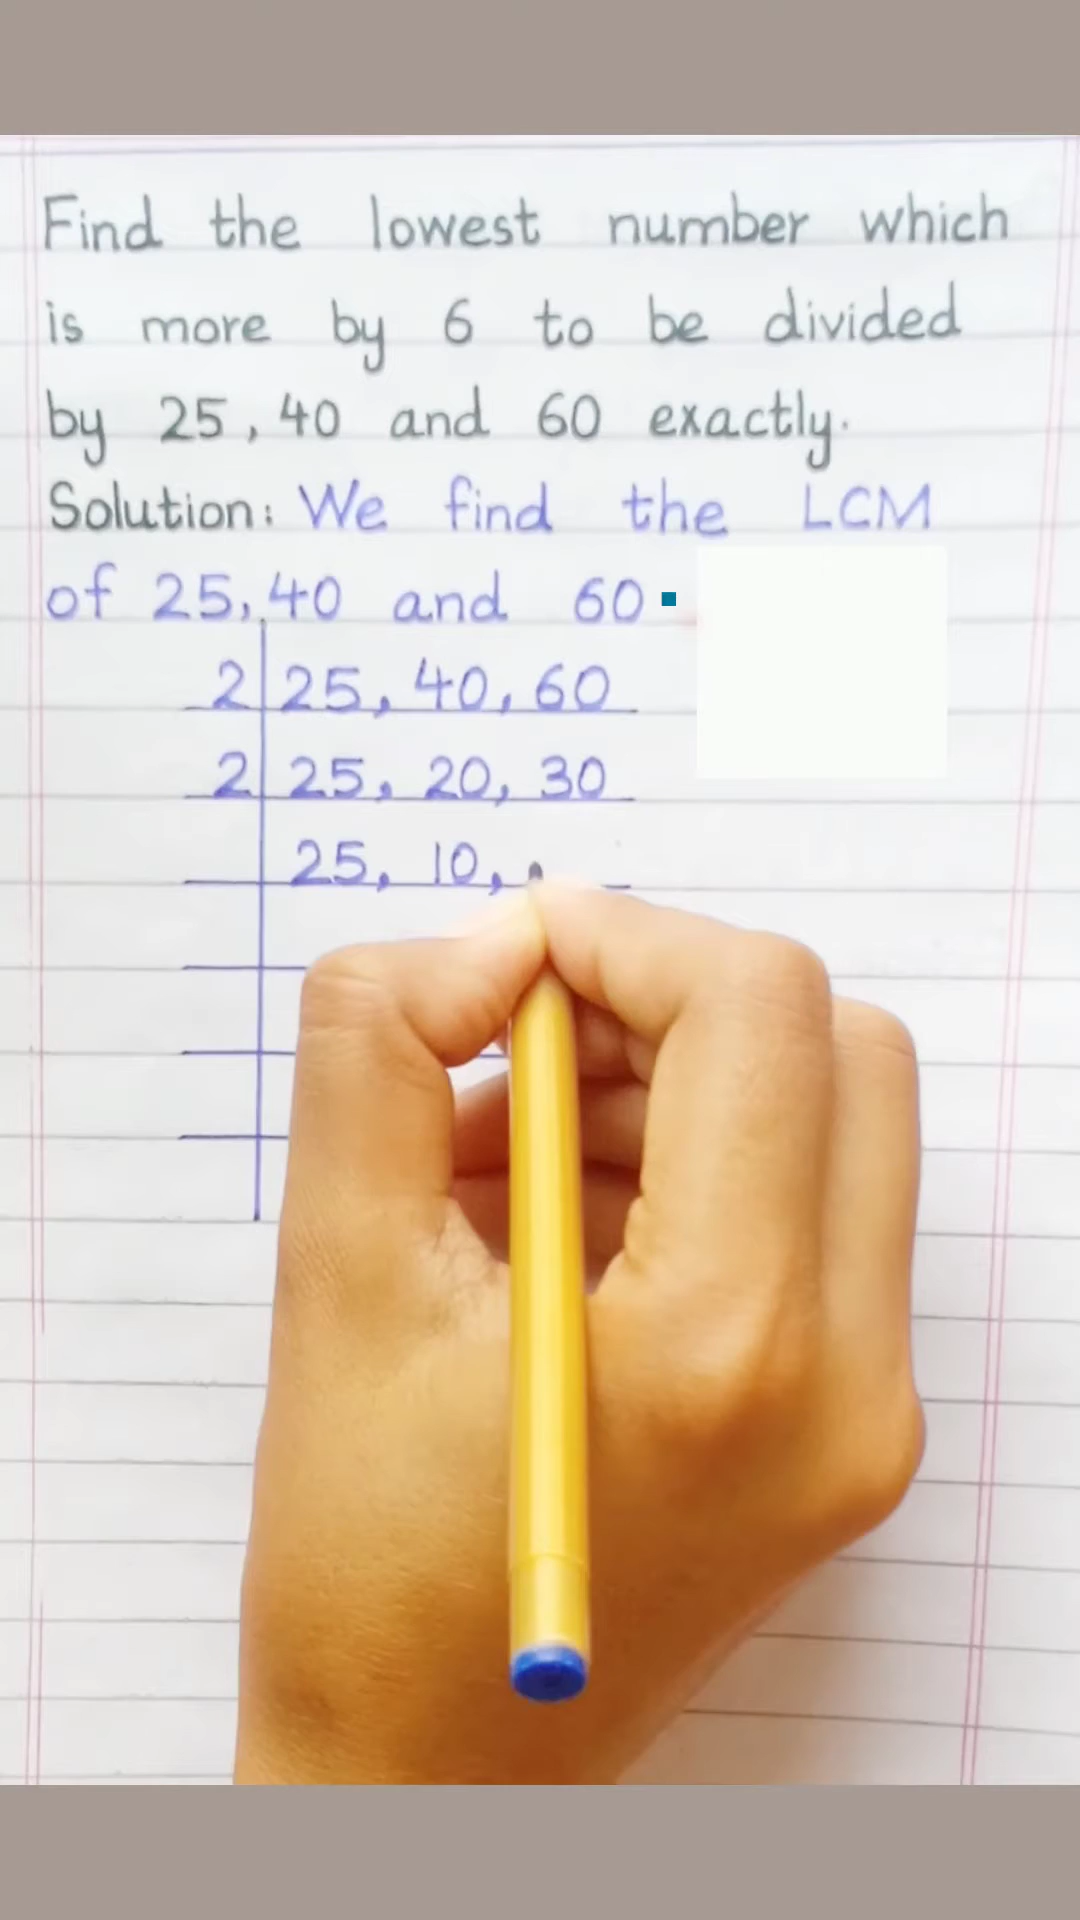 Find the lowest number which
is more by 6 to be divided
by 25, 40 and 60 exactly.
Solution: We find the LCM
of 25, 40 and 60
2 25, 40, 60
2 25, 20, 30
25, 10,